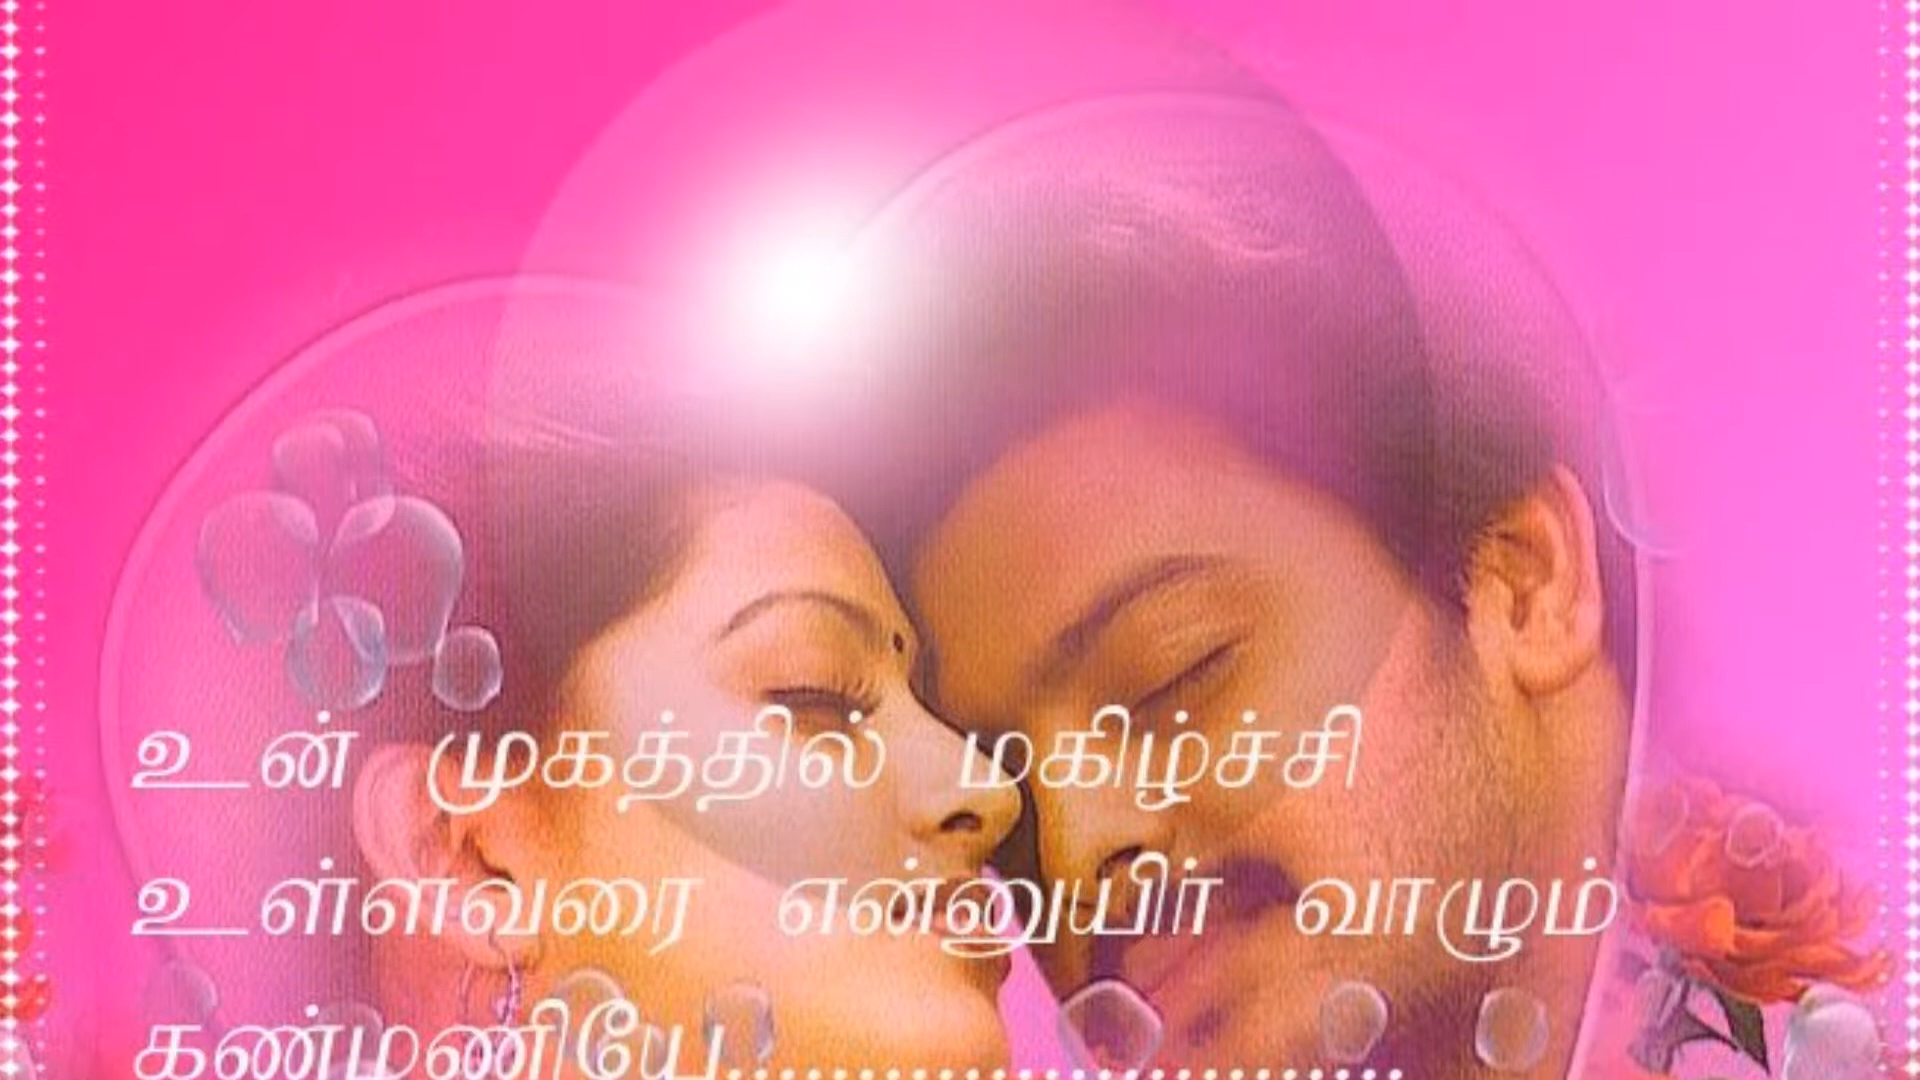 உன் முகத்தில் மகிழ்ச்சி
உள்ளவரை என்னுயிர் வாழும்
கண்மணியே..........................